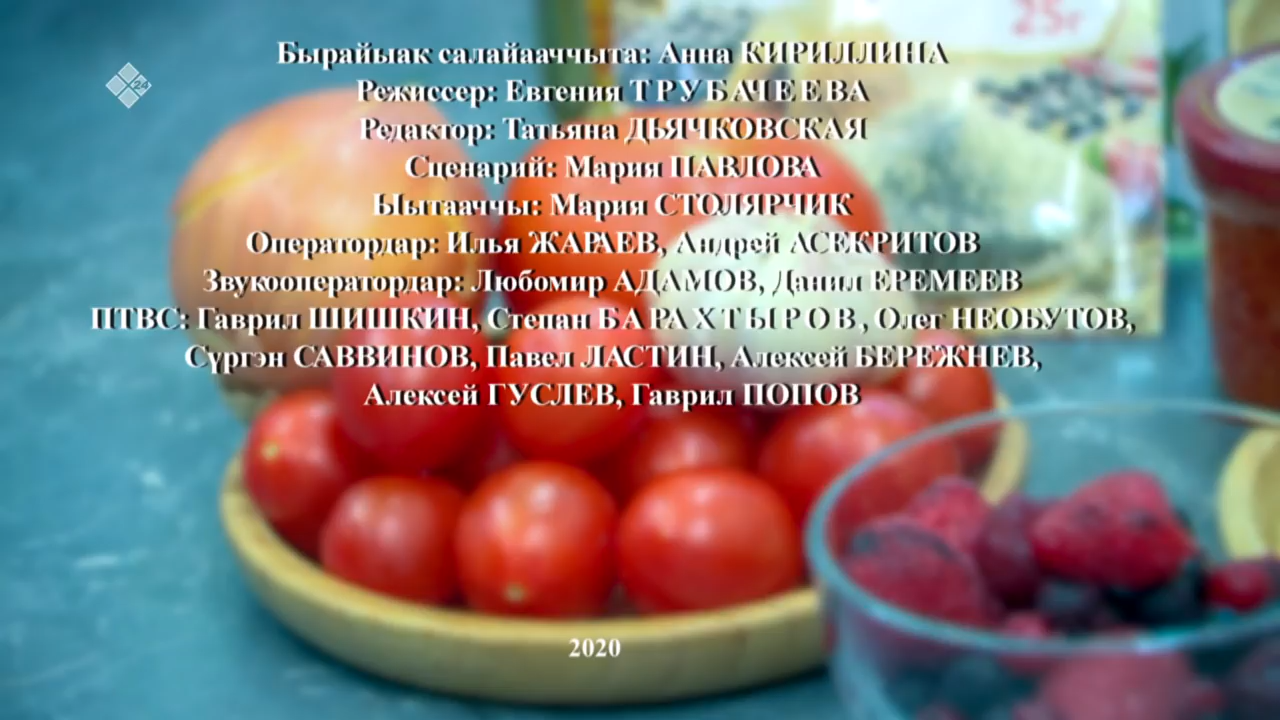 25г
Бырайыак салайааччыта: Анна КИРИЛЛИНА
24
Режиссер: Евгения ТРУБАЧЕЕВА
Редактор: Татьяна ДЬЯЧКОВСКАЯ
Сценарий: Мария ПАВЛОВА
Ыытааччы: Мария СТОЛЯРЧИК
Оператордар: Илья ЖАРАЕВ, Андрей АСЕКРИТОВ
Звукооператордар: Любомир АДАМОВ, Данил ЕРЕМЕЕВ
ПТВС: Гаврил ШИШКИН, Степан БАРАХТЫРОВ, Олег НЕОБУТОВ,
Сүргэн САВВИНОВ, Павел ЛАСТИН, Алексей БЕРЕЖНЕВ,
Алексей ГУСЛЕВ, Гаврил ПОПОВ
2020